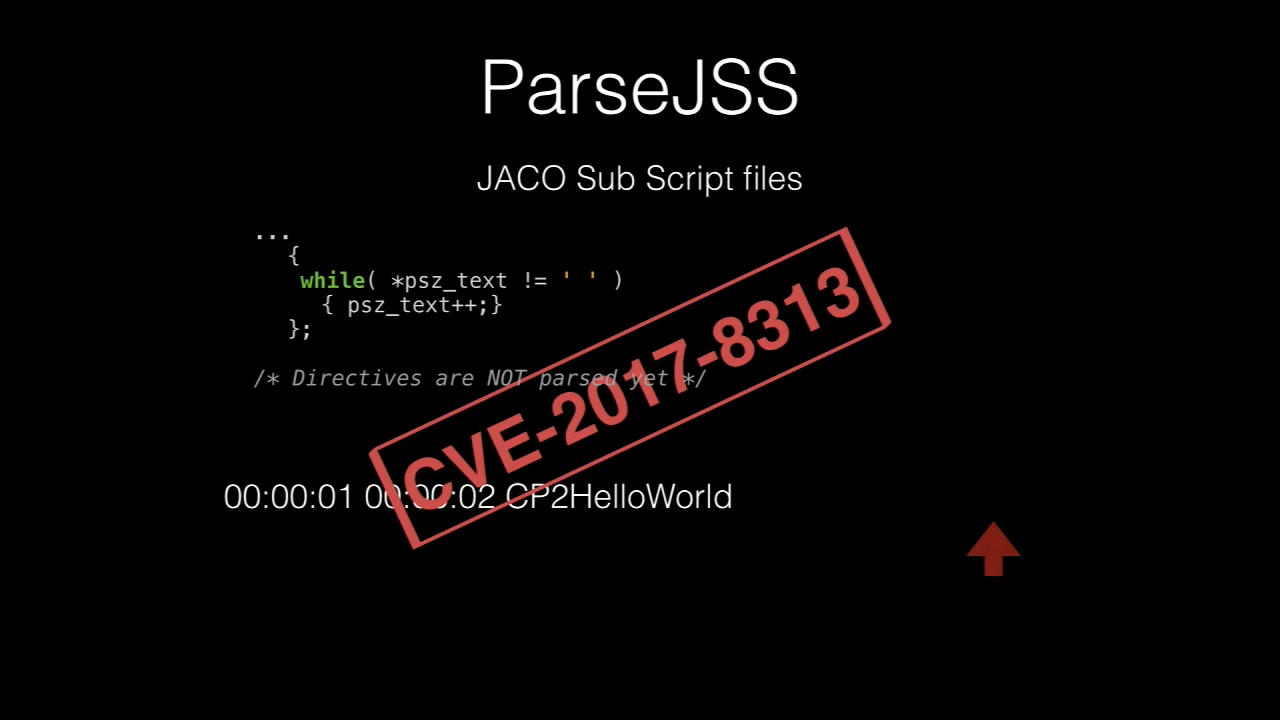 ParseJSS
JACO Sub Script files
...
{
while( *psz_text != ' ' )
{ psz_text++;}
};
/* Directives are NOT parsed yet */
CVE-2017-8313
00:00:01 00:00:02 CP2HelloWorld